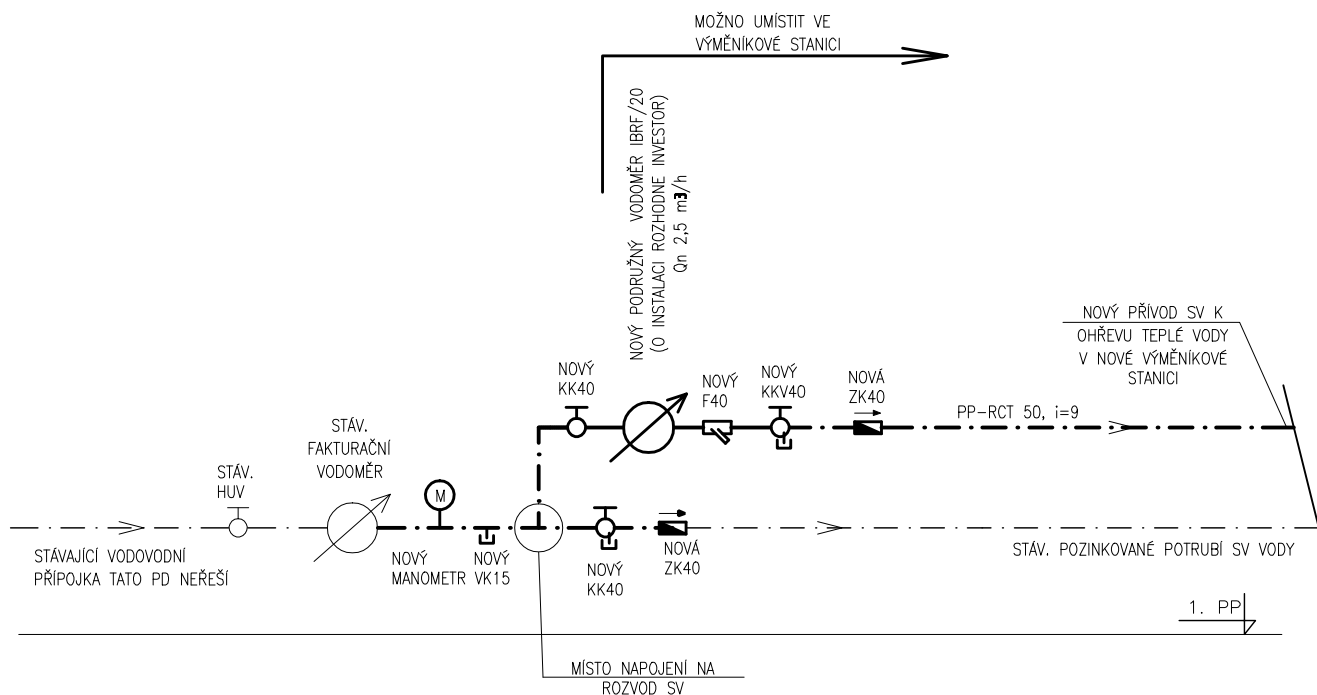 MOŽNO UMÍSTIT VE
VÝMĚNÍKOVÉ STANICI
NOVÝ PODRUŽNÝ VODOMĚR IBRF/20
(O INSTALACI ROZHODNE INVESTOR)
Qn 2,5 m3/h
NOVÝ PŘÍVOD SV K
OHŘEVU TEPLÉ VODY
V NOVÉ VÝMĚNÍKOVÉ
STANICI
NOVÝ
KK40
NOVÝ
F40
NOVÝ
KKV40
NOVÁ
ZK40
PP-RCT 50, i=9
STÁV.
FAKTURAČNÍ
VODOMĚR
STÁV.
HUV
M
STÁVAJÍCÍ VODOVODNÍ
PŘÍPOJKA TATO PD NEŘEŠÍ
NOVÝ
MANOMETR
NOVÝ
VK15
NOVÝ
KK40
NOVÁ
ZK40
STÁV. POZINKOVANÉ POTRUBÍ SV VODY
1. PP
MÍSTO NAPOJENÍ NA
ROZVOD SV